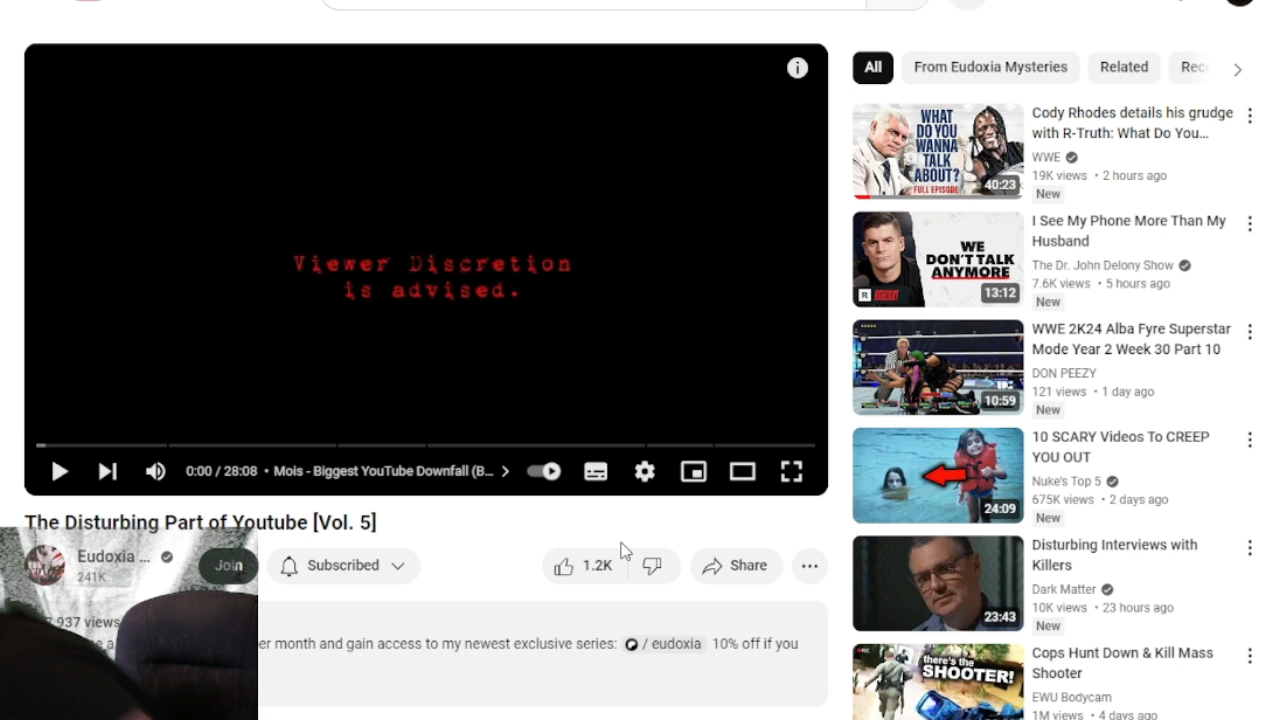 All
From Eudoxia Mysteries
Related
Viewer Discretion
is advised.
0:00 / 28:08 • Mois - Biggest YouTube Downfall (B...
The Disturbing Part of Youtube [Vol. 5]
Eudoxia ...
241K
Join
Subscribed
1.2K
Share
937 views
er month and gain access to my newest exclusive series:
/ eudoxia
10% off if you
WHAT
DO YOU
WANNA
TALK
ABOUT?
FULL EPISODE
40:23
Cody Rhodes details his grudge
with R-Truth: What Do You...
WWE
19K views • 2 hours ago
New
WE
DON'T TALK
ANYMORE
13:12
I See My Phone More Than My
Husband
The Dr. John Delony Show
7.6K views • 5 hours ago
New
10:59
WWE 2K24 Alba Fyre Superstar
Mode Year 2 Week 30 Part 10
DON PEEZY
121 views • 1 day ago
New
24:09
10 SCARY Videos To CREEP
YOU OUT
Nuke's Top 5
675K views • 2 days ago
New
23:43
Disturbing Interviews with
Killers
Dark Matter
10K views • 23 hours ago
New
there's the
SHOOTER!
Cops Hunt Down & Kill Mass
Shooter
EWU Bodycam
1M views • 4 days ago